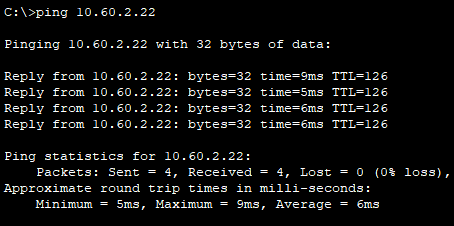 C:\>ping 10.60.2.22
Pinging 10.60.2.22 with 32 bytes of data:
Reply from 10.60.2.22: bytes=32 time=9ms TTL=126
Reply from 10.60.2.22: bytes=32 time=5ms TTL=126
Reply from 10.60.2.22: bytes=32 time=6ms TTL=126
Reply from 10.60.2.22: bytes=32 time=6ms TTL=126
Ping statistics for 10.60.2.22:
    Packets: Sent = 4, Received = 4, Lost = 0 (0% loss),
Approximate round trip times in milli-seconds:
    Minimum = 5ms, Maximum = 9ms, Average = 6ms